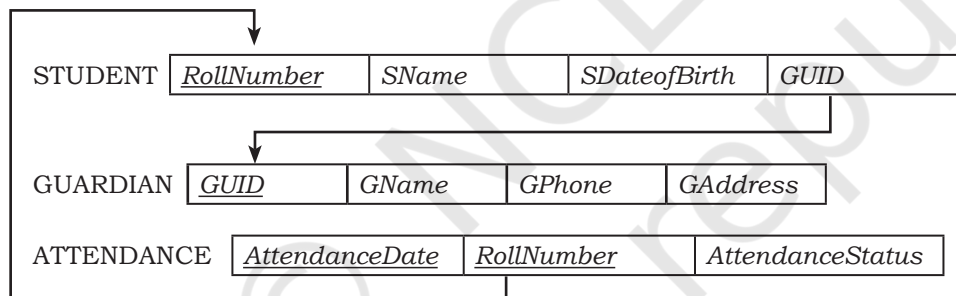 STUDENT RollNumber SName SDateofBirth GUID
GUARDIAN GUID GName GPhone GAddress
ATTENDANCE AttendanceDate RollNumber AttendanceStatus